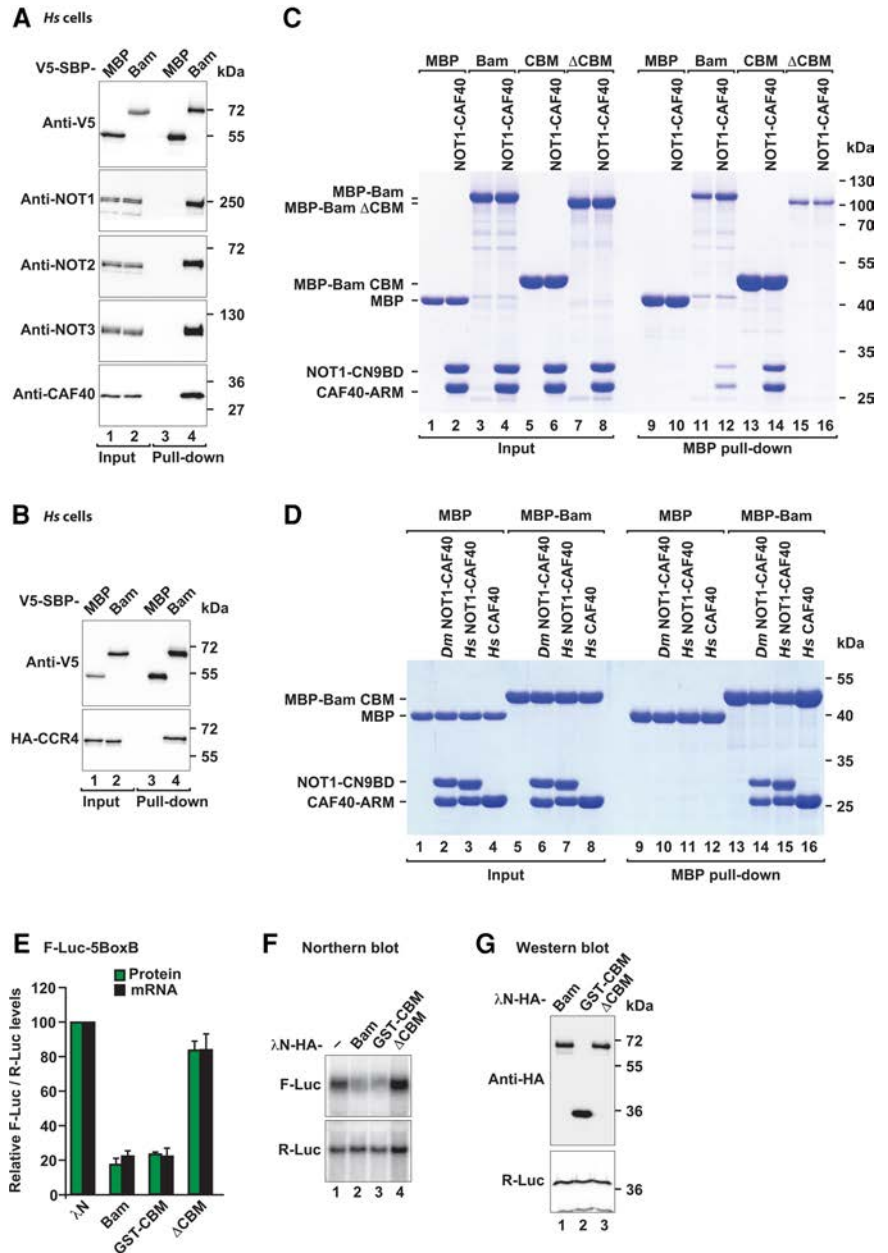 A
Hs cells
V5-SBP-
MBP
Bam
MBP
Bam
kDa
Anti-V5
72
55
Anti-NOT1
250
Anti-NOT2
72
55
Anti-NOT3
130
Anti-CAF40
36
27
1 2 3 4
Input Pull-down
B
Hs cells
V5-SBP-
MBP
Bam
MBP
Bam
kDa
Anti-V5
72
55
HA-CCR4
72
55
1 2 3 4
Input Pull-down
C
MBP Bam CBM ΔCBM MBP Bam CBM ΔCBM
NOT1-CAF40
NOT1-CAF40
NOT1-CAF40
NOT1-CAF40
NOT1-CAF40
NOT1-CAF40
NOT1-CAF40
NOT1-CAF40
kDa
MBP-Bam
MBP-Bam ΔCBM
MBP-Bam CBM
MBP
NOT1-CN9BD
CAF40-ARM
130
100
70
55
40
35
25
1 2 3 4 5 6 7 8 9 10 11 12 13 14 15 16
Input MBP pull-down
D
MBP MBP-Bam MBP MBP-Bam
Dm NOT1-CAF40
Hs NOT1-CAF40
Hs CAF40
Dm NOT1-CAF40
Hs NOT1-CAF40
Hs CAF40
Dm NOT1-CAF40
Hs NOT1-CAF40
Hs CAF40
Dm NOT1-CAF40
Hs NOT1-CAF40
Hs CAF40
kDa
MBP-Bam CBM
MBP
NOT1-CN9BD
CAF40-ARM
55
40
35
25
1 2 3 4 5 6 7 8 9 10 11 12 13 14 15 16
Input MBP pull-down
E
F-Luc-5BoxB
Protein
mRNA
Relative F-Luc / R-Luc levels
120
100
80
60
40
20
0
λN
Bam
GST-CBM
ΔCBM
F
Northern blot
λN-HA-
–
Bam
GST-CBM
ΔCBM
F-Luc
R-Luc
1 2 3 4
G
Western blot
λN-HA-
Bam
GST-CBM
ΔCBM
kDa
Anti-HA
72
55
36
R-Luc
36
1 2 3